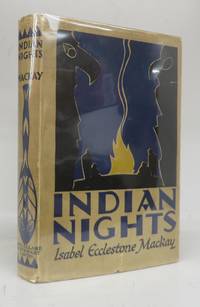 INDIAN
NIGHTS
MACKAY
INDIAN
NIGHTS
Isabel Ecclestone Mackay